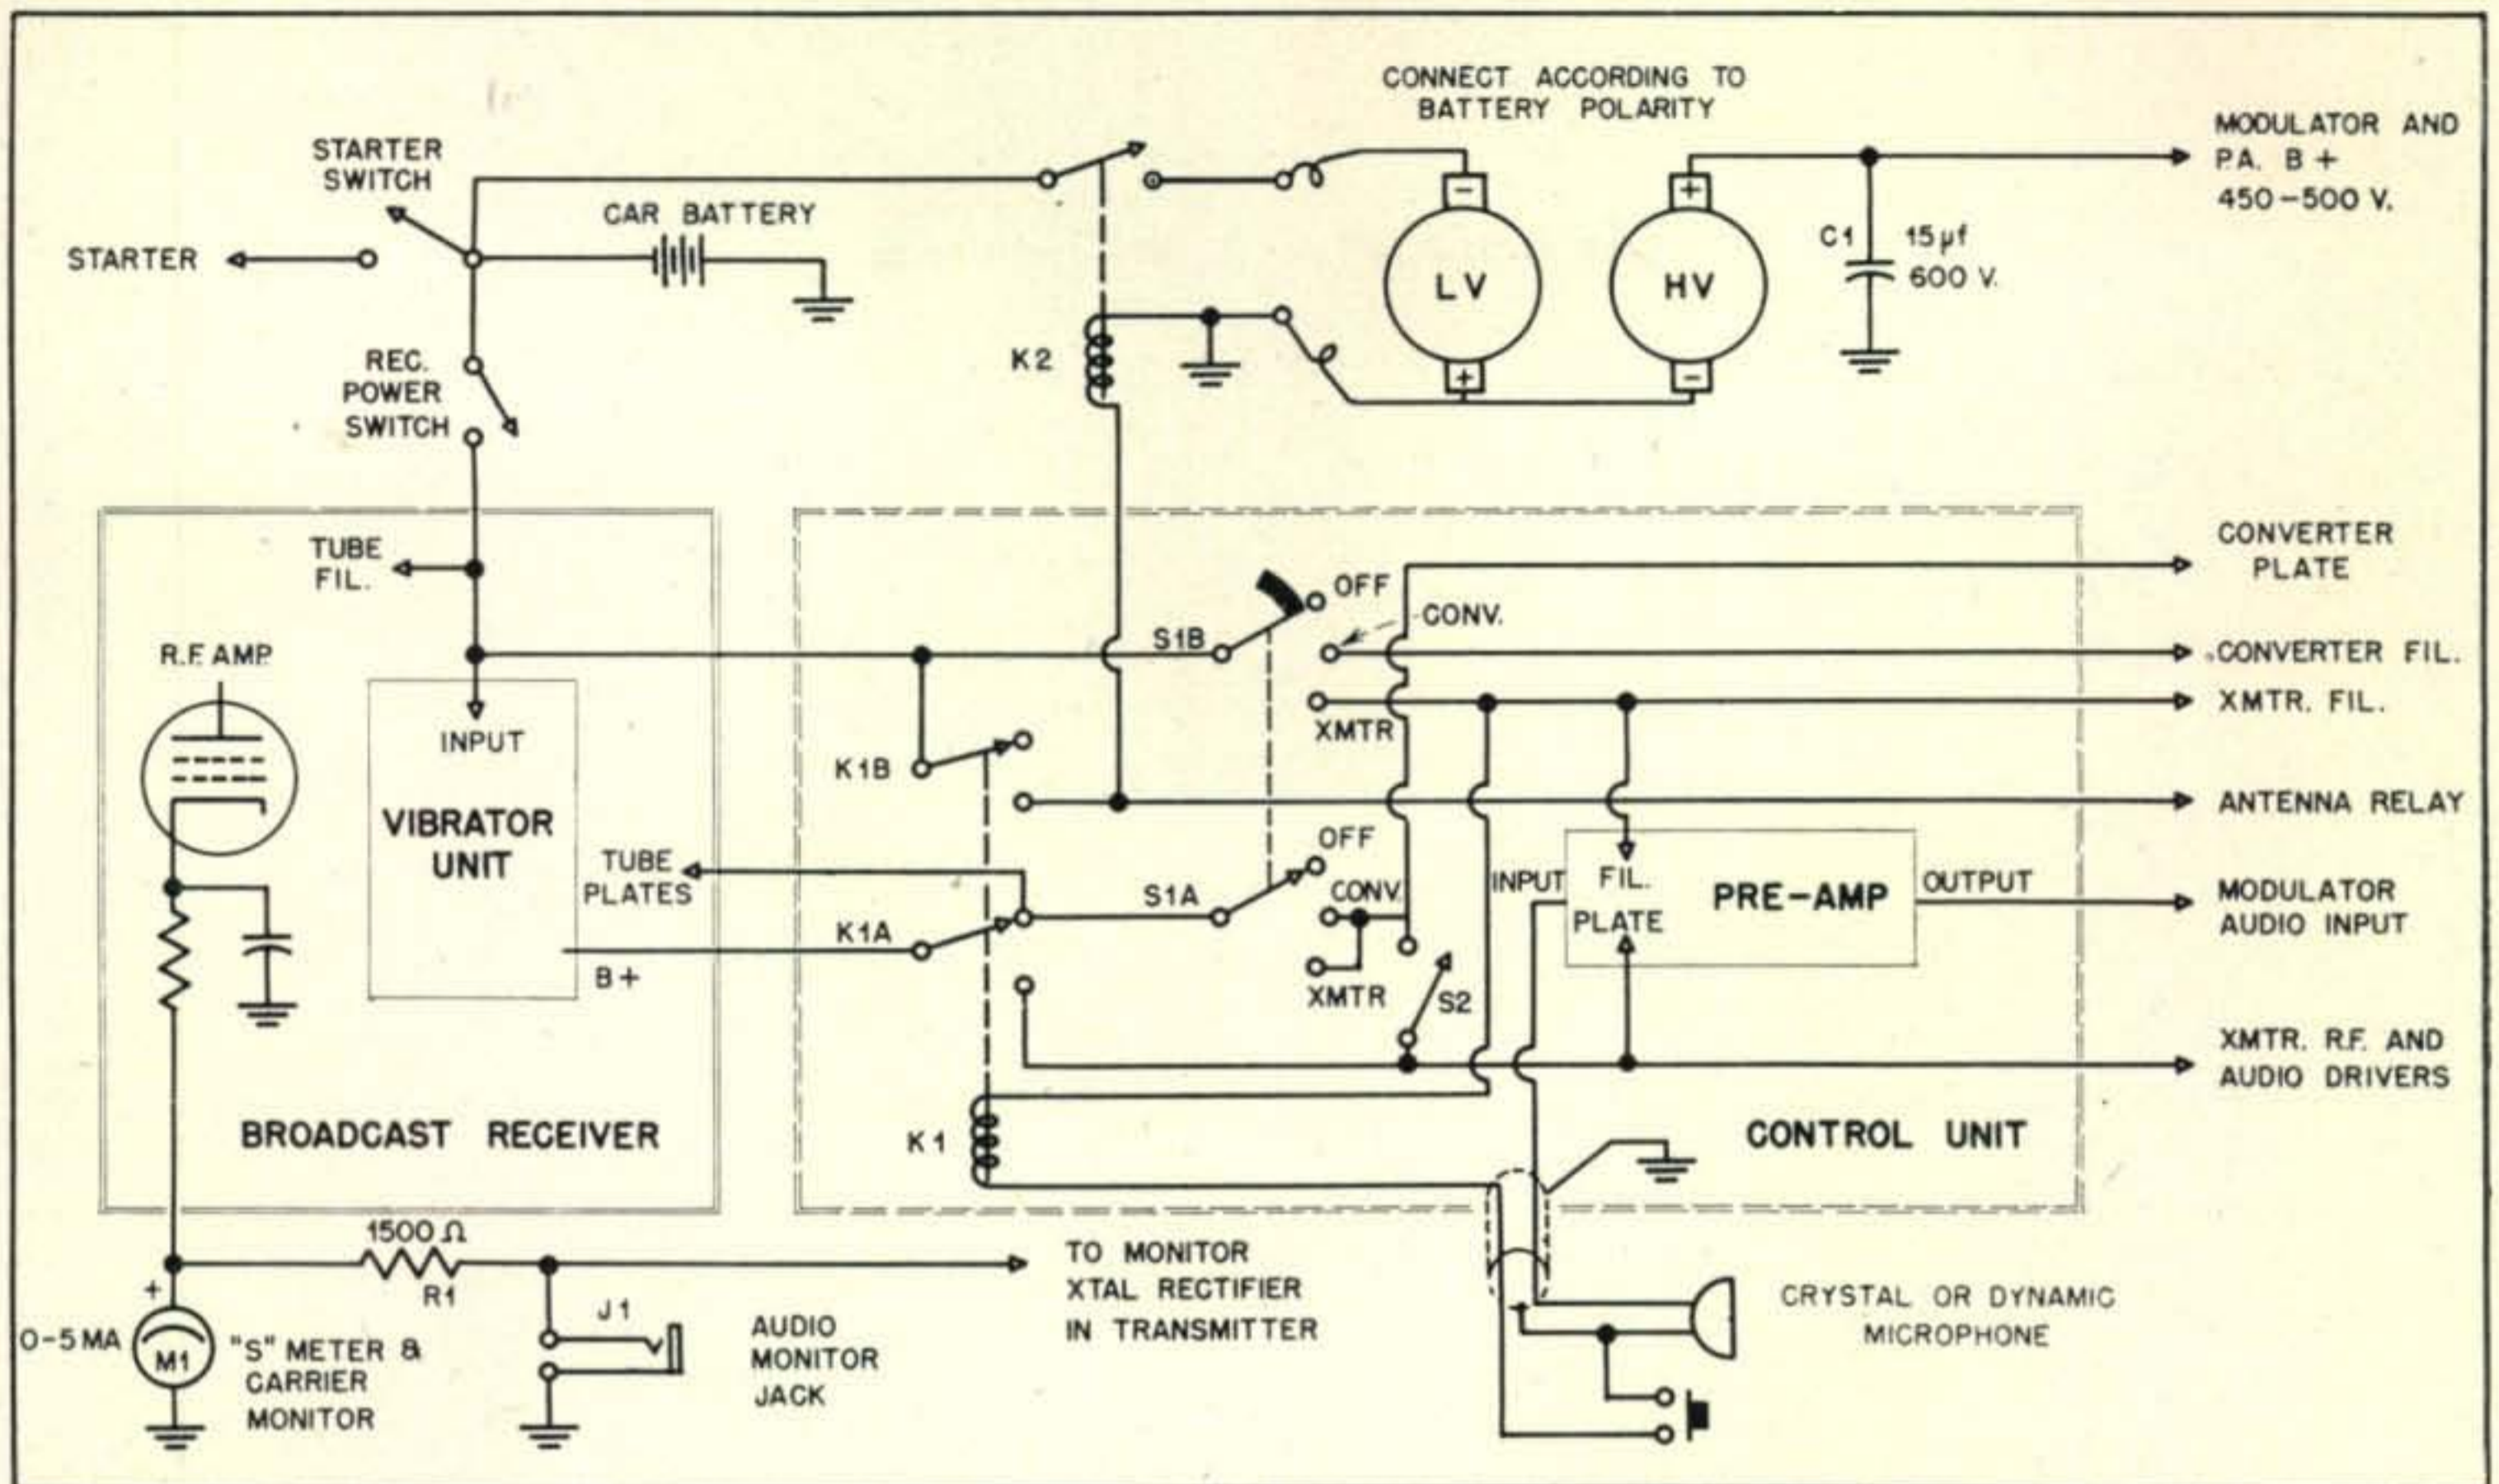 CONNECT ACCORDING TO
BATTERY POLARITY
MODULATOR AND
P.A. B +
450-500 V.
STARTER
SWITCH
CAR BATTERY
STARTER
-
+
C1
15µf
600 V.
LV
HV
+
-
K2
REC.
POWER
SWITCH
TUBE
FIL.
CONVERTER
PLATE
OFF
CONV.
R.F. AMP.
S1B
CONVERTER FIL.
XMTR. FIL.
INPUT
XMTR
K1B
VIBRATOR
UNIT
ANTENNA RELAY
TUBE
PLATES
OFF
S1A
CONV.
INPUT
FIL.
PLATE
PRE-AMP
OUTPUT
MODULATOR
AUDIO INPUT
K1A
B+
XMTR
S2
XMTR. R.F. AND
AUDIO DRIVERS
BROADCAST RECEIVER
K1
CONTROL UNIT
1500 Ω
R1
TO MONITOR
XTAL RECTIFIER
IN TRANSMITTER
+
0-5 MA
M1
"S" METER &
CARRIER
MONITOR
J1
AUDIO
MONITOR
JACK
CRYSTAL OR DYNAMIC
MICROPHONE